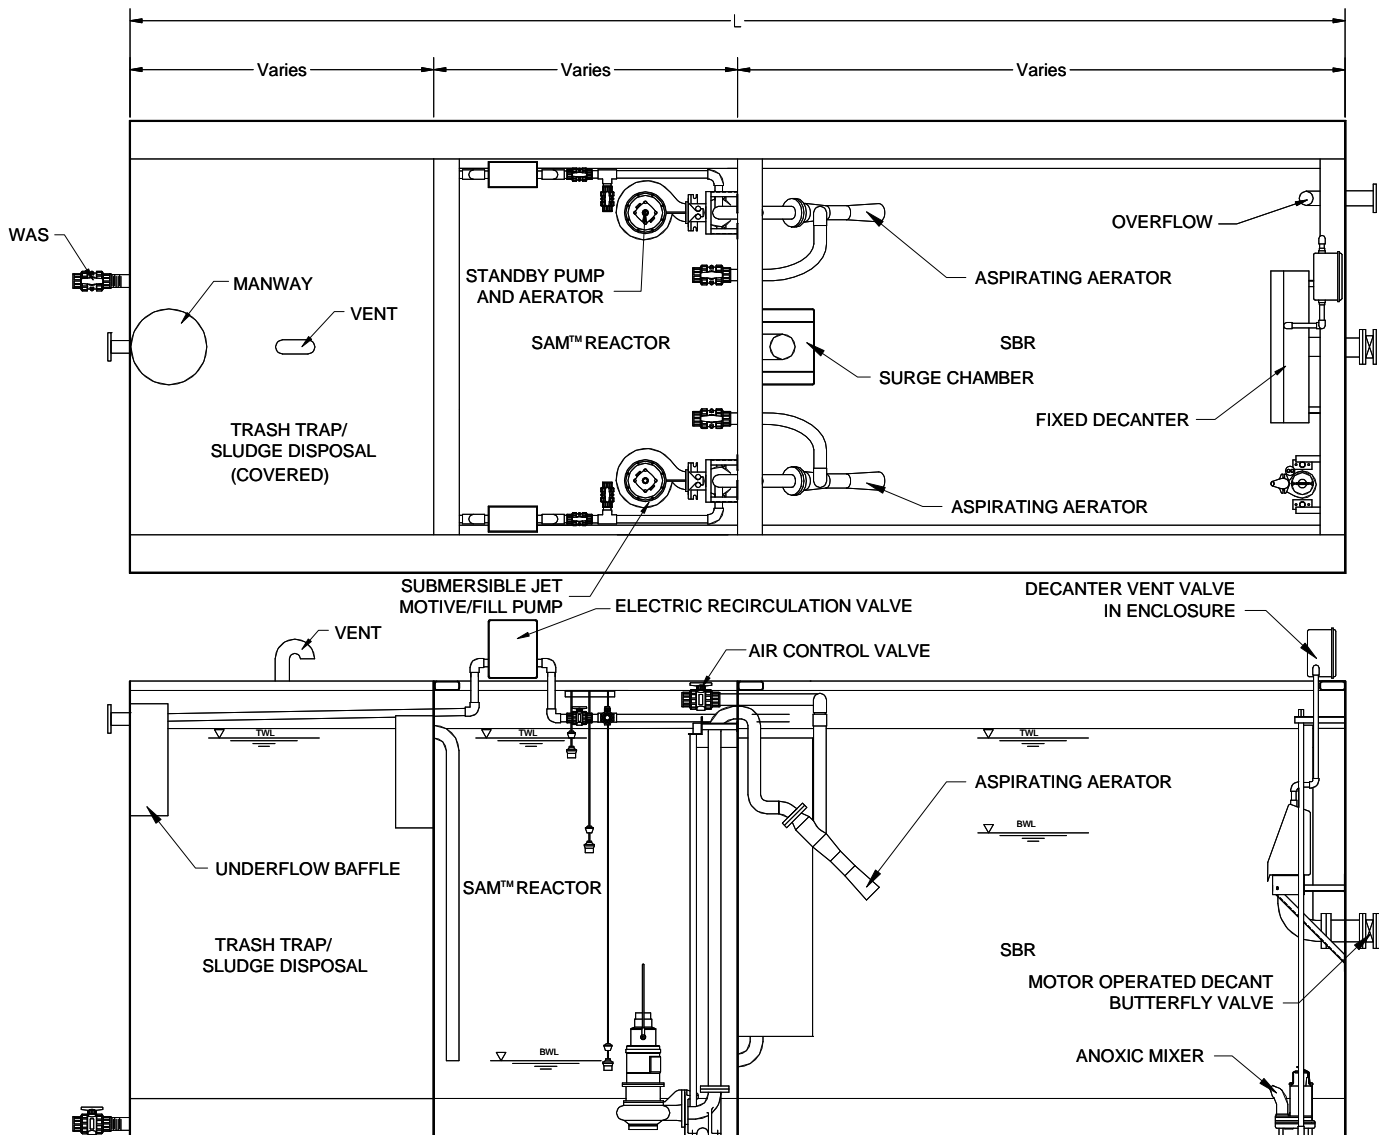 L
Varies
Varies
Varies
WAS
MANWAY
VENT
TRASH TRAP/
SLUDGE DISPOSAL
(COVERED)
STANDBY PUMP
AND AERATOR
SAM™ REACTOR
SUBMERSIBLE JET
MOTIVE/FILL PUMP
ASPIRATING AERATOR
SBR
SURGE CHAMBER
ASPIRATING AERATOR
OVERFLOW
FIXED DECANTER
DECANTER VENT VALVE
IN ENCLOSURE
VENT
ELECTRIC RECIRCULATION VALVE
AIR CONTROL VALVE
TWL
TWL
TWL
ASPIRATING AERATOR
BWL
UNDERFLOW BAFFLE
SAM™ REACTOR
TRASH TRAP/
SLUDGE DISPOSAL
SBR
MOTOR OPERATED DECANT
BUTTERFLY VALVE
BWL
ANOXIC MIXER